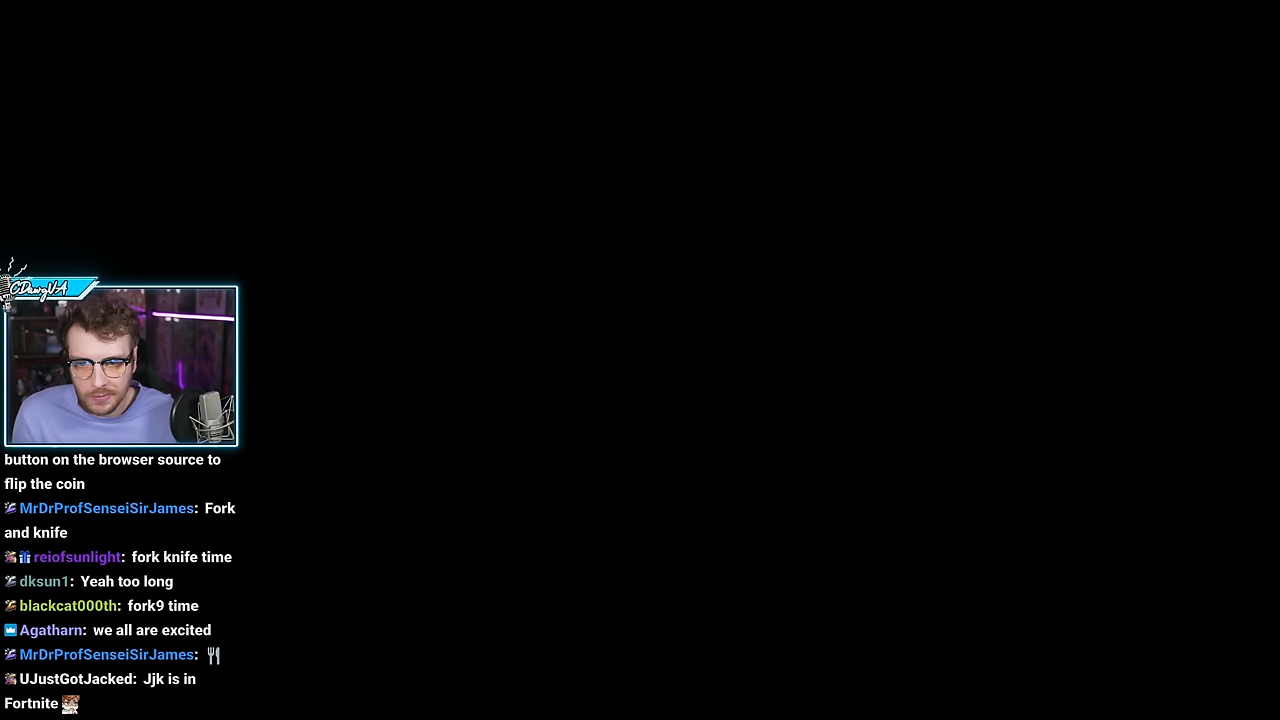 CDawgVA
button on the browser source to
flip the coin
MrDrProfSenseiSirJames: Fork
and knife
reiofsunlight: fork knife time
dksun1: Yeah too long
blackcat000th: fork9 time
Agatharn: we all are excited
MrDrProfSenseiSirJames: 🍴
UJustGotJacked: Jjk is in
Fortnite